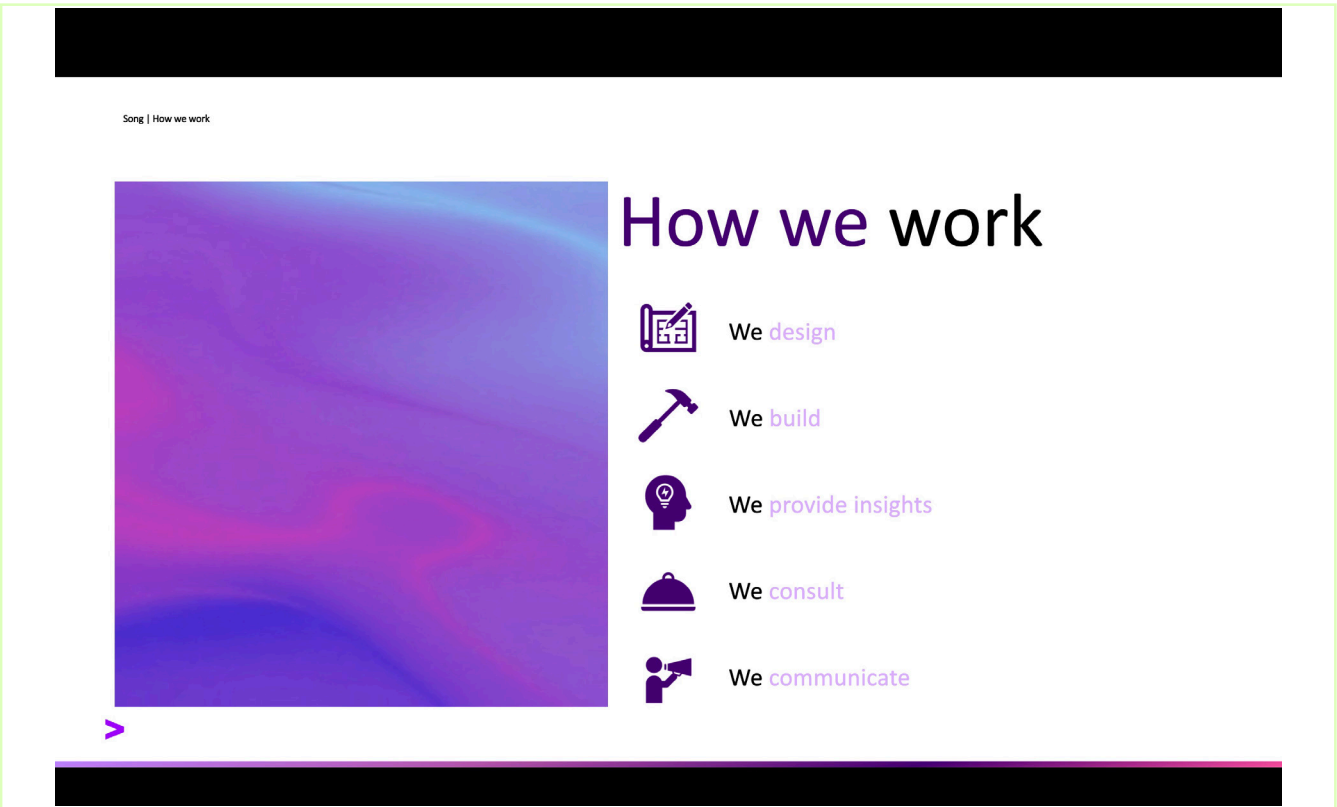 Song | How we work
How we work
We design
We build
We provide insights
We consult
We communicate
>